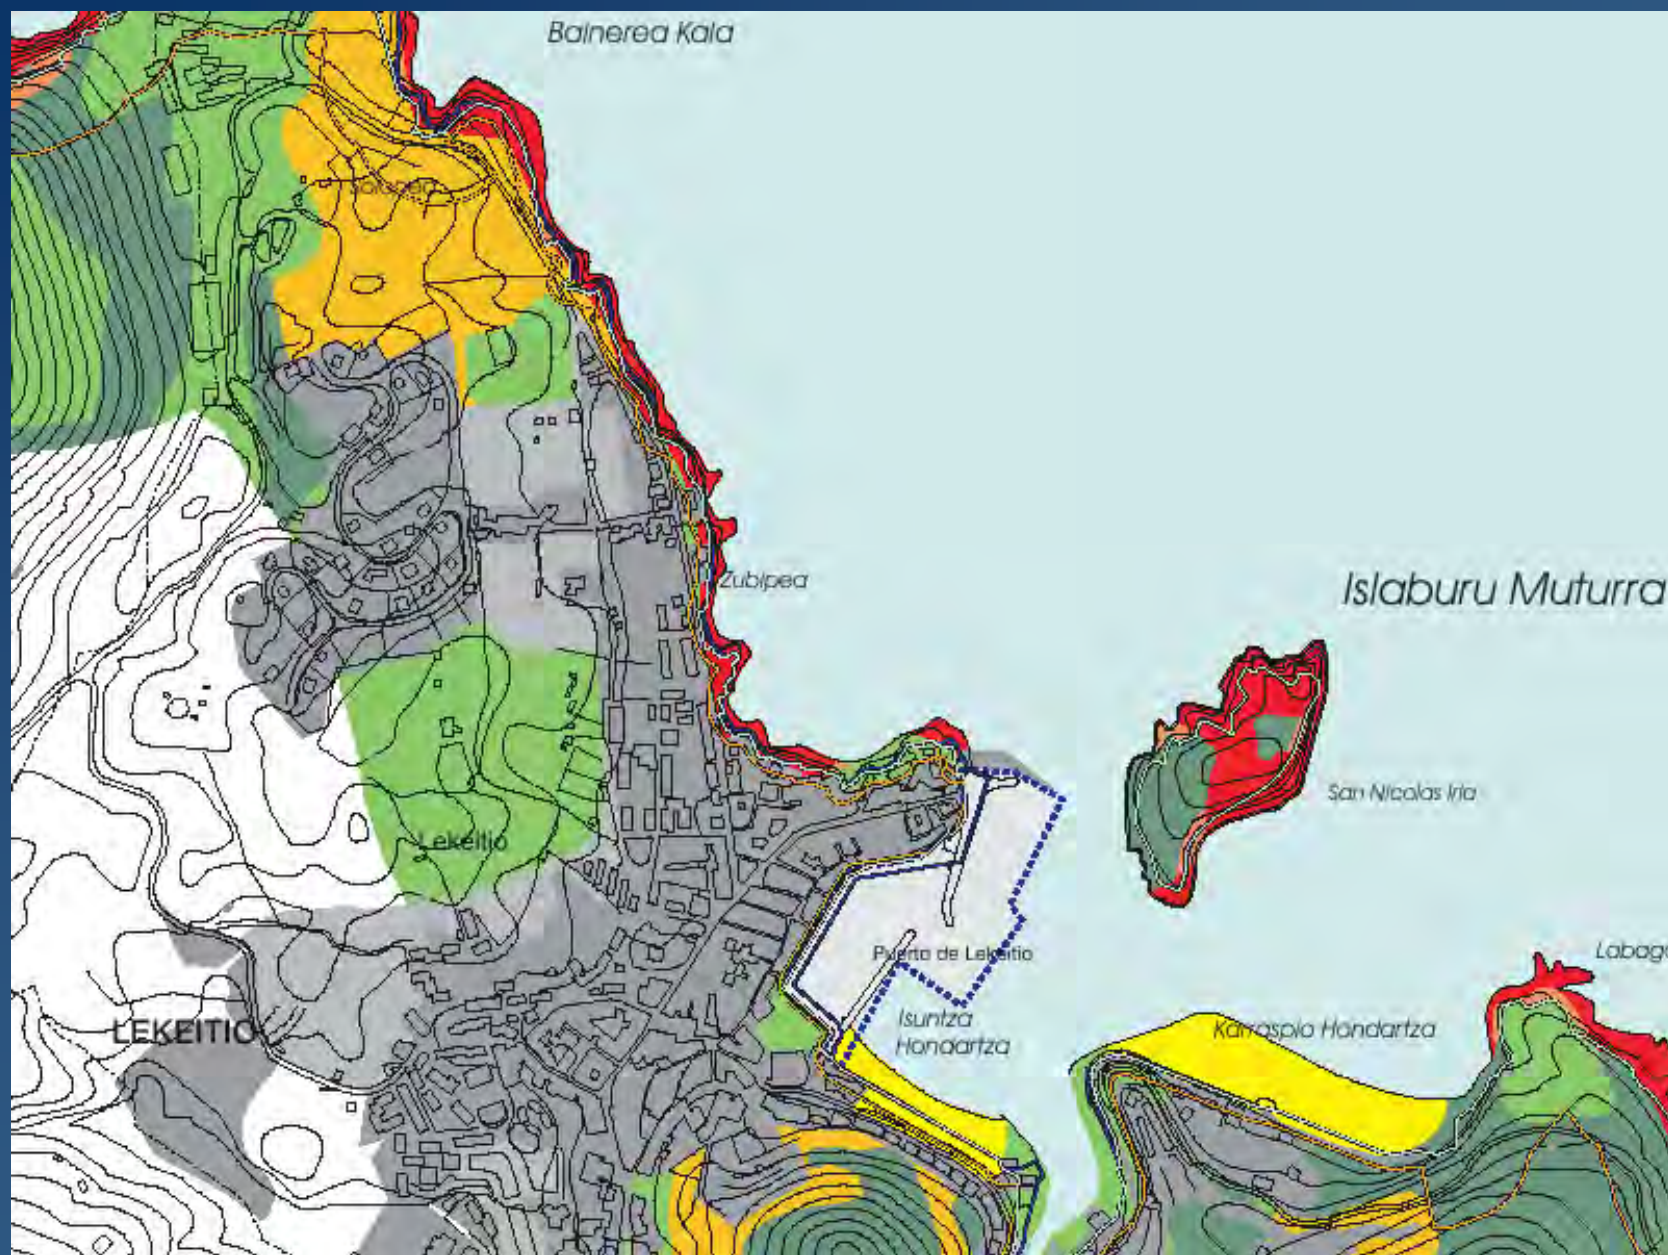 Bainerea Kala
Zubipea
Islaburu Muturra
San Nicolas Irla
Lekeitio
Puerto de Lekeitio
Isuntza
Hondartza
LEKEITIO
Karraspio Hondartza